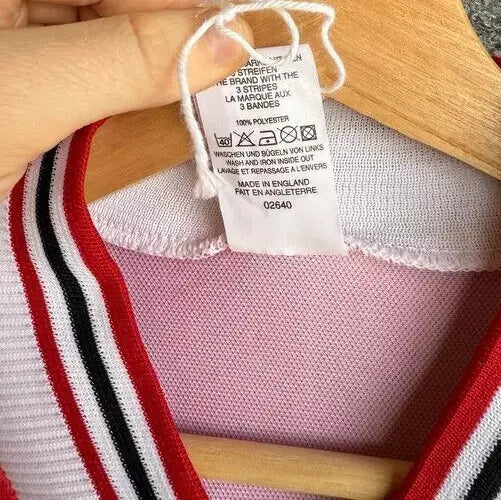 3 STREIFEN
THE BRAND WITH THE
3 STRIPES
LA MARQUE AUX
3 BANDES
100% POLYESTER
40°
WASCHEN UND BÜGELN VON LINKS
WASH AND IRON INSIDE OUT
LAVAGE ET REPASSAGE A L'ENVERS
MADE IN ENGLAND
FAIT EN ANGLETERRE
02640